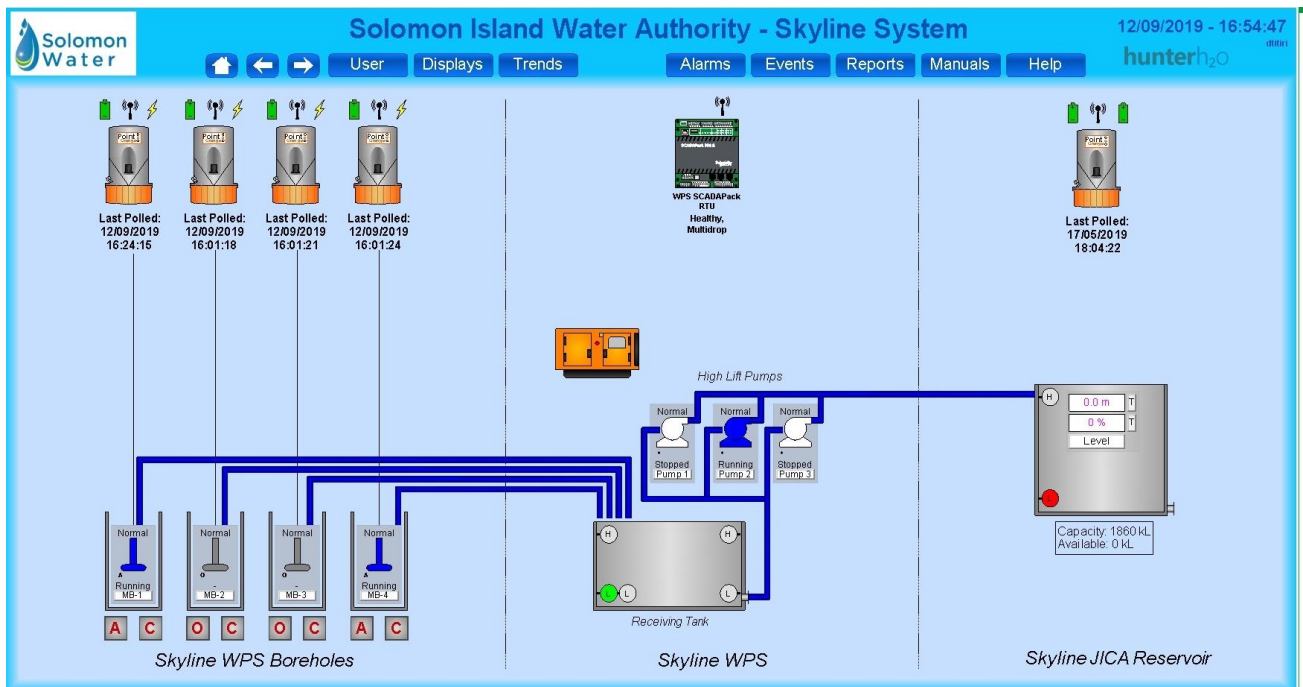 Solomon
Water
Solomon Island Water Authority - Skyline System
12/09/2019 - 16:54:47
hunterh₂O
User
Displays
Trends
Alarms
Events
Reports
Manuals
Help
Last Polled:
12/09/2019
16:24:15
Last Polled:
12/09/2019
16:01:18
Last Polled:
12/09/2019
16:01:21
Last Polled:
12/09/2019
16:01:24
WPS SCADAPack
RTU
Healthy,
Multidrop
Last Polled:
17/05/2019
18:04:22
High Lift Pumps
Normal
Stopped
Pump 1
Normal
Running
Pump 2
Normal
Stopped
Pump 3
H
0.0 m T
0 % T
Level
L
Capacity: 1860 kL
Available: 0 kL
Normal
A
Running
MB-1
Normal
O
-
MB-2
Normal
O
-
MB-3
Normal
A
Running
MB-4
H H
L L L
Receiving Tank
A C O C O C A C
Skyline WPS Boreholes
Skyline WPS
Skyline JICA Reservoir